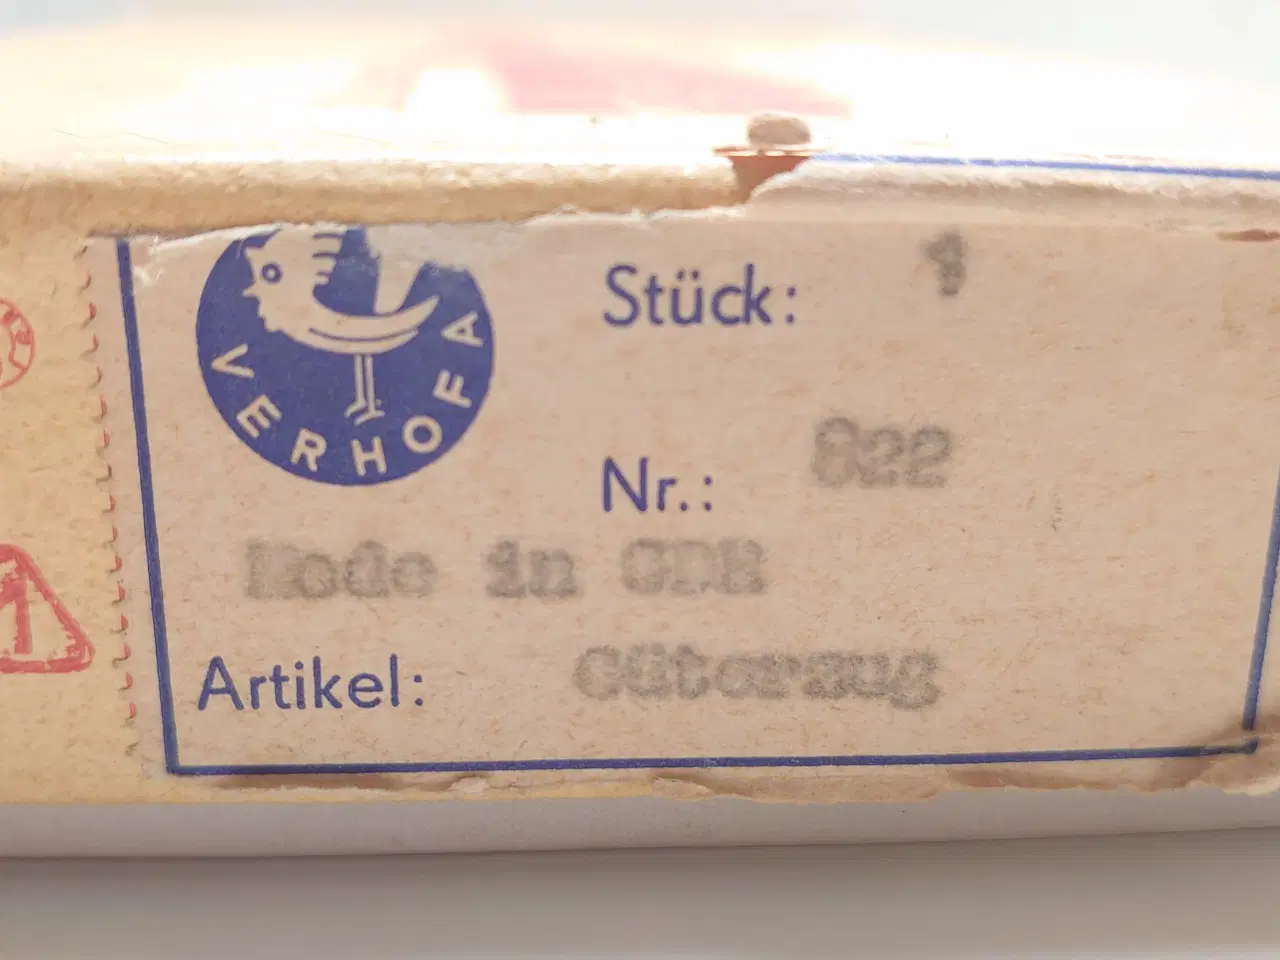 VERHOFA
Stück: 1
Nr.: 822
Made in GDR
Artikel: Güterzug